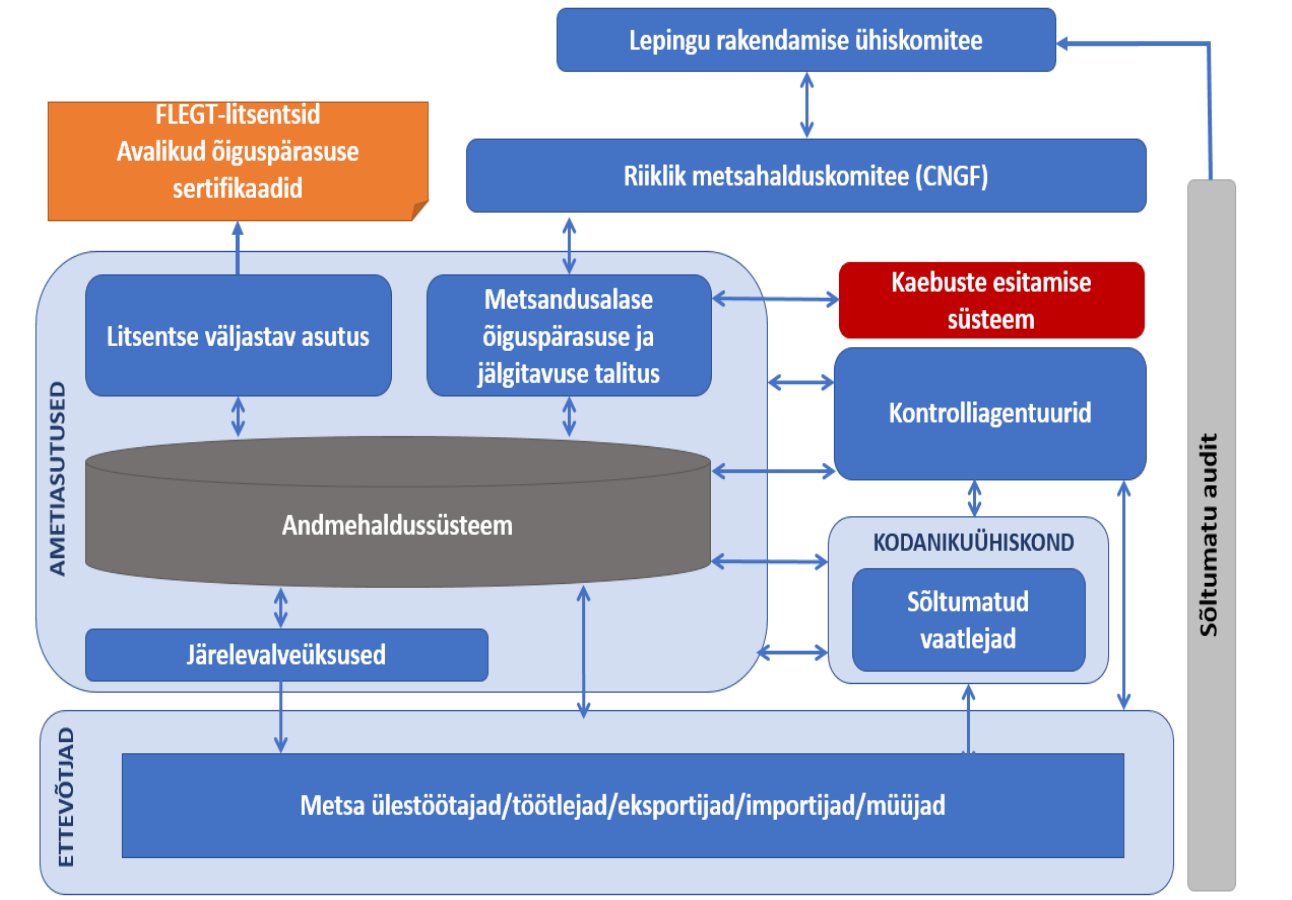 Lepingu rakendamise ühiskomitee
FLEGT-litsentsid
Avalikud õiguspärasuse
sertifikaadid
Riiklik metsahalduskomitee (CNGF)
Kaebuste esitamise
süsteem
Litsentse väljastav asutus
Metsandusalase
õiguspärasuse ja
jälgitavuse talitus
Kontrolliagentuurid
AMETIASUTUSED
Andmehaldussüsteem
KODANIKUÜHISKOND
Sõltumatud
vaatlejad
Järelevalveüksused
Sõltumatu audit
ETTEVÕTJAD
Metsa ülestöötajad/töötlejad/eksportijad/importijad/müüjad